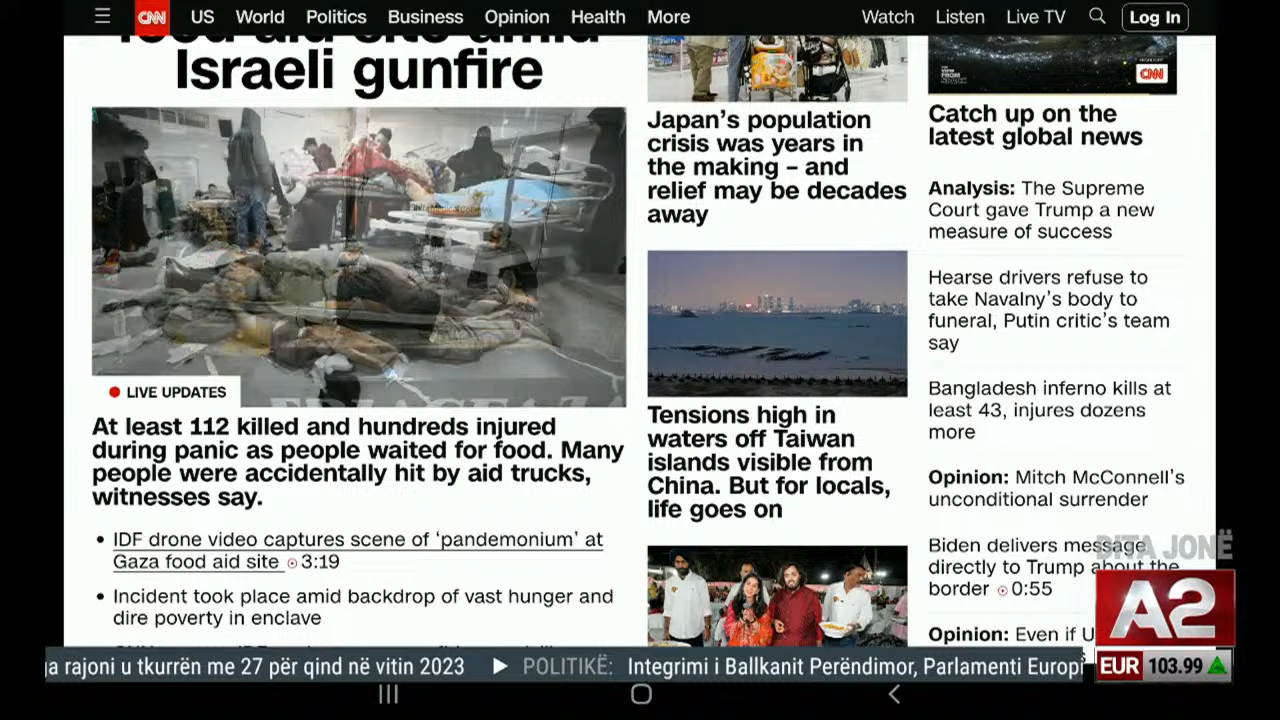 CNN
US
World
Politics
Business
Opinion
Health
More
Watch
Listen
Live TV
Log In
food aid site amid
Israeli gunfire
LIVE UPDATES
At least 112 killed and hundreds injured
during panic as people waited for food. Many
people were accidentally hit by aid trucks,
witnesses say.
IDF drone video captures scene of ‘pandemonium’ at
Gaza food aid site 3:19
Incident took place amid backdrop of vast hunger and
dire poverty in enclave
Japan’s population
crisis was years in
the making – and
relief may be decades
away
Tensions high in
waters off Taiwan
islands visible from
China. But for locals,
life goes on
CNN
Catch up on the
latest global news
Analysis: The Supreme
Court gave Trump a new
measure of success
Hearse drivers refuse to
take Navalny’s body to
funeral, Putin critic’s team
say
Bangladesh inferno kills at
least 43, injures dozens
more
Opinion: Mitch McConnell’s
unconditional surrender
Biden delivers message
directly to Trump about the
border 0:55
Opinion: Even if U
DITA JONË
A2
EUR 103.99
ga rajoni u tkurrën me 27 për qind në vitin 2023 POLITIKË: Integrimi i Ballkanit Perëndimor, Parlamenti Europi